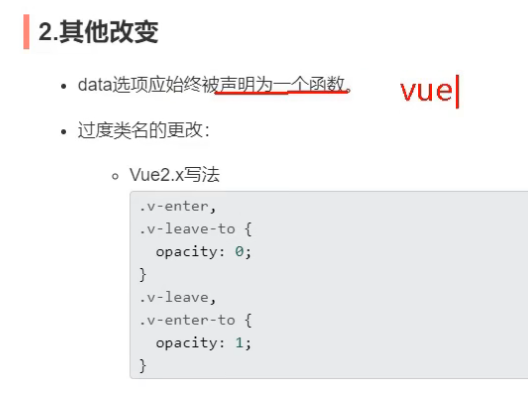 2.其他改变
data选项应始终被声明为一个函数。 vue
过度类名的更改：
Vue2.x写法
.v-enter,
.v-leave-to {
  opacity: 0;
}
.v-leave,
.v-enter-to {
  opacity: 1;
}